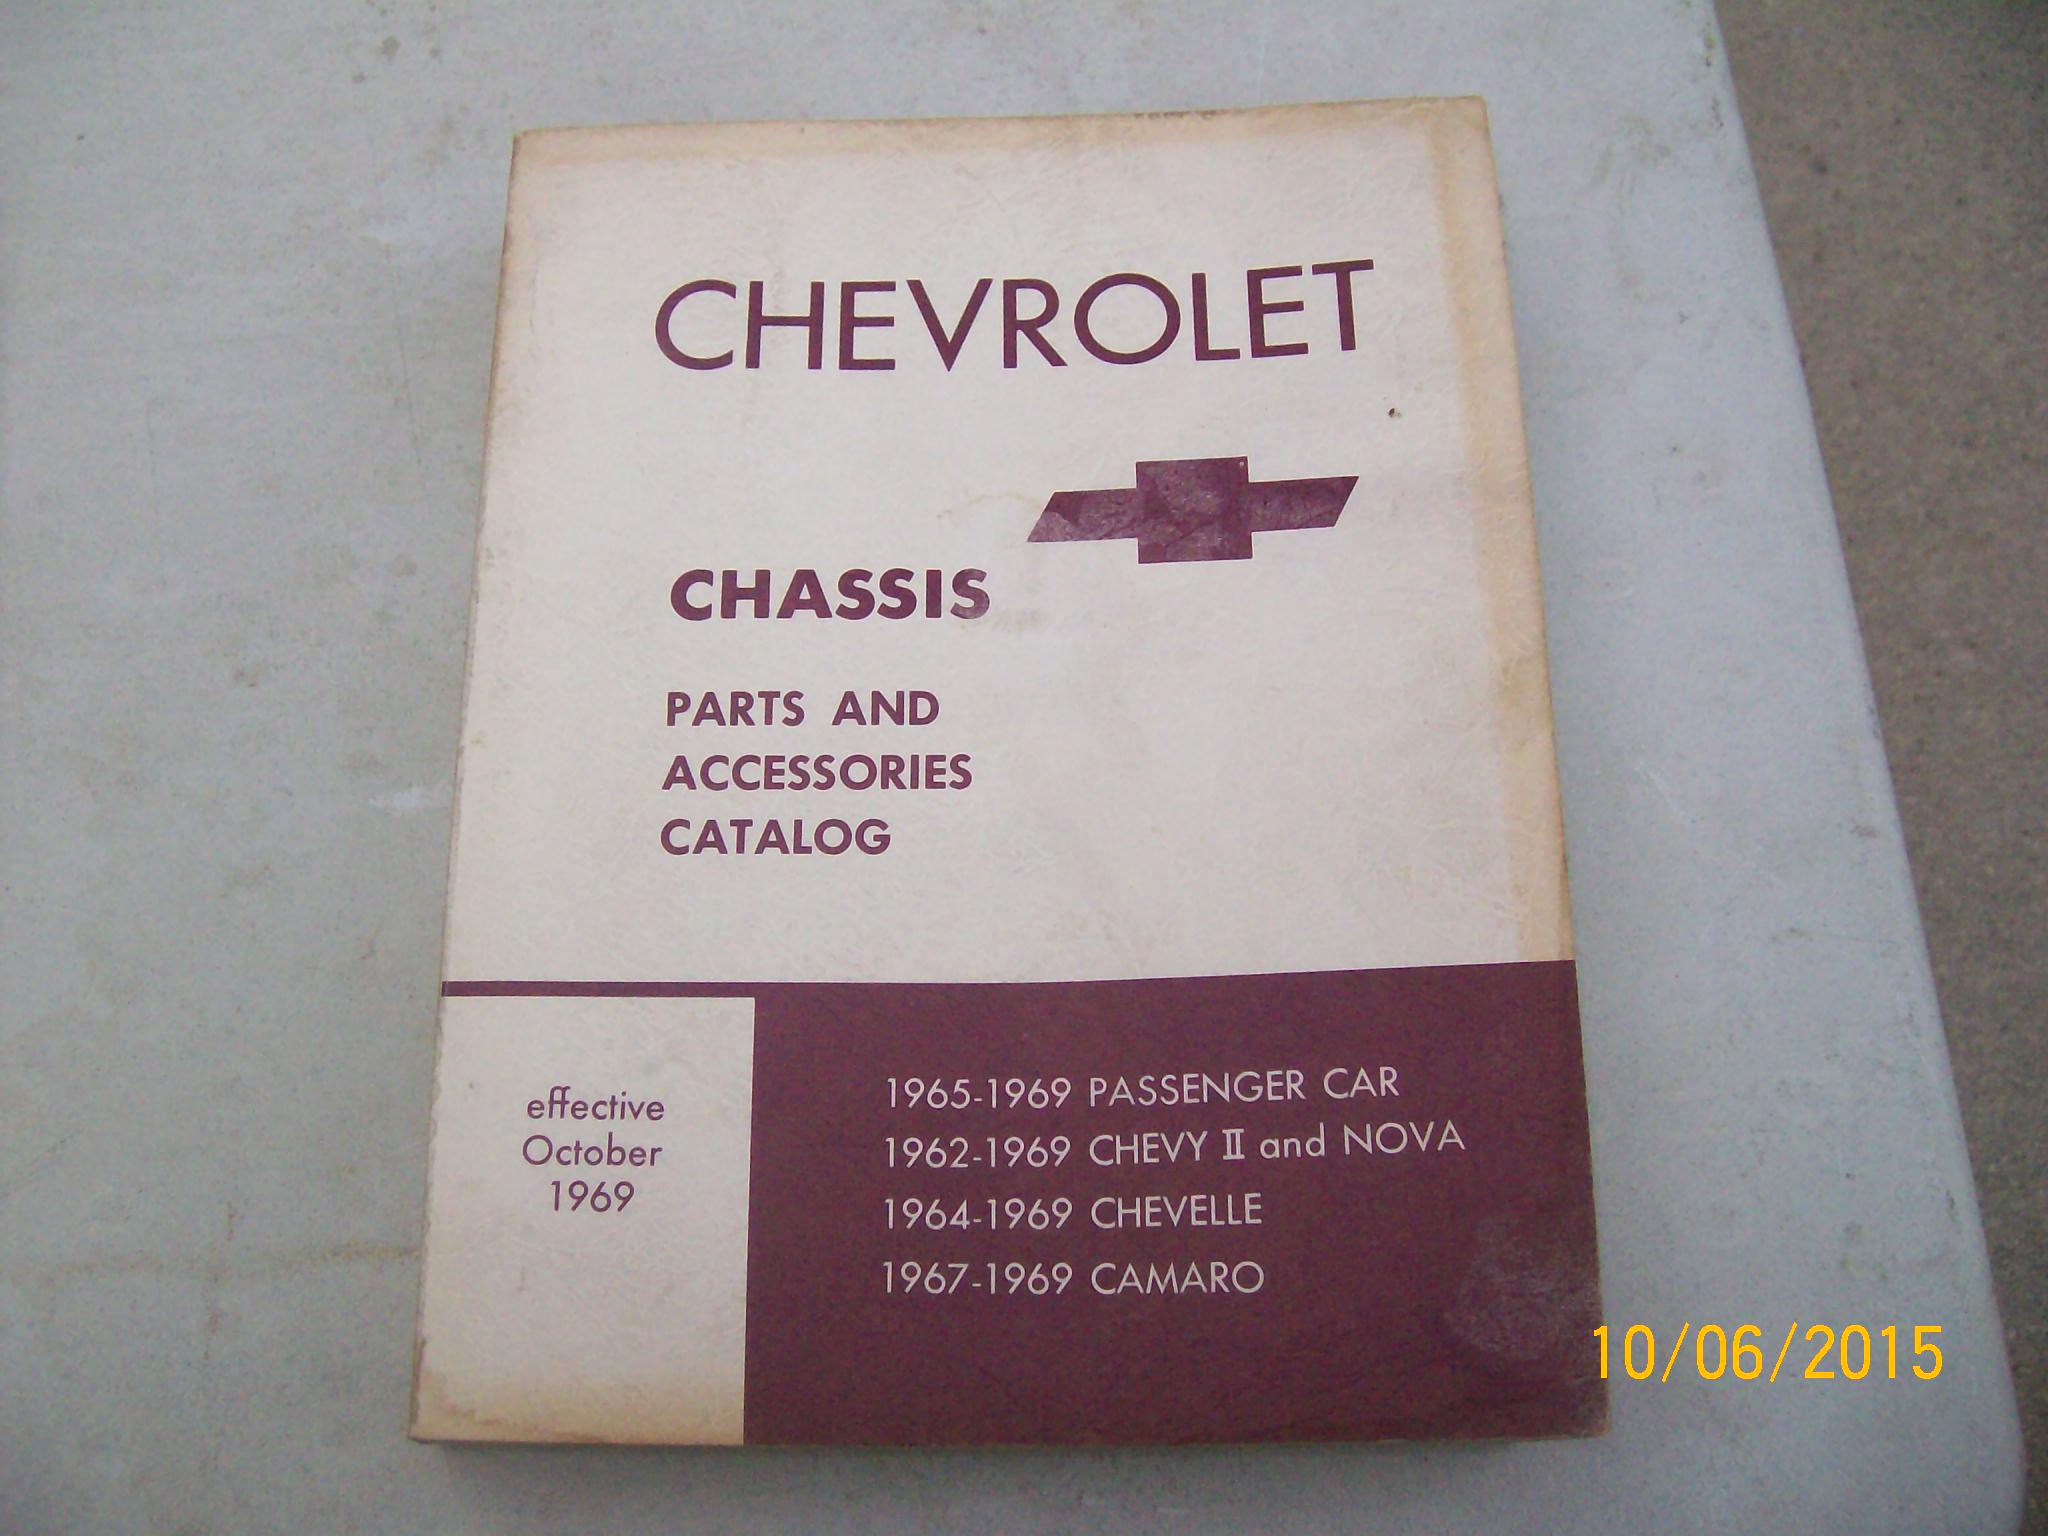 CHEVROLET
CHASSIS
PARTS AND
ACCESSORIES
CATALOG
effective
October
1969
1965-1969 PASSENGER CAR
1962-1969 CHEVY II and NOVA
1964-1969 CHEVELLE
1967-1969 CAMARO
10/06/2015